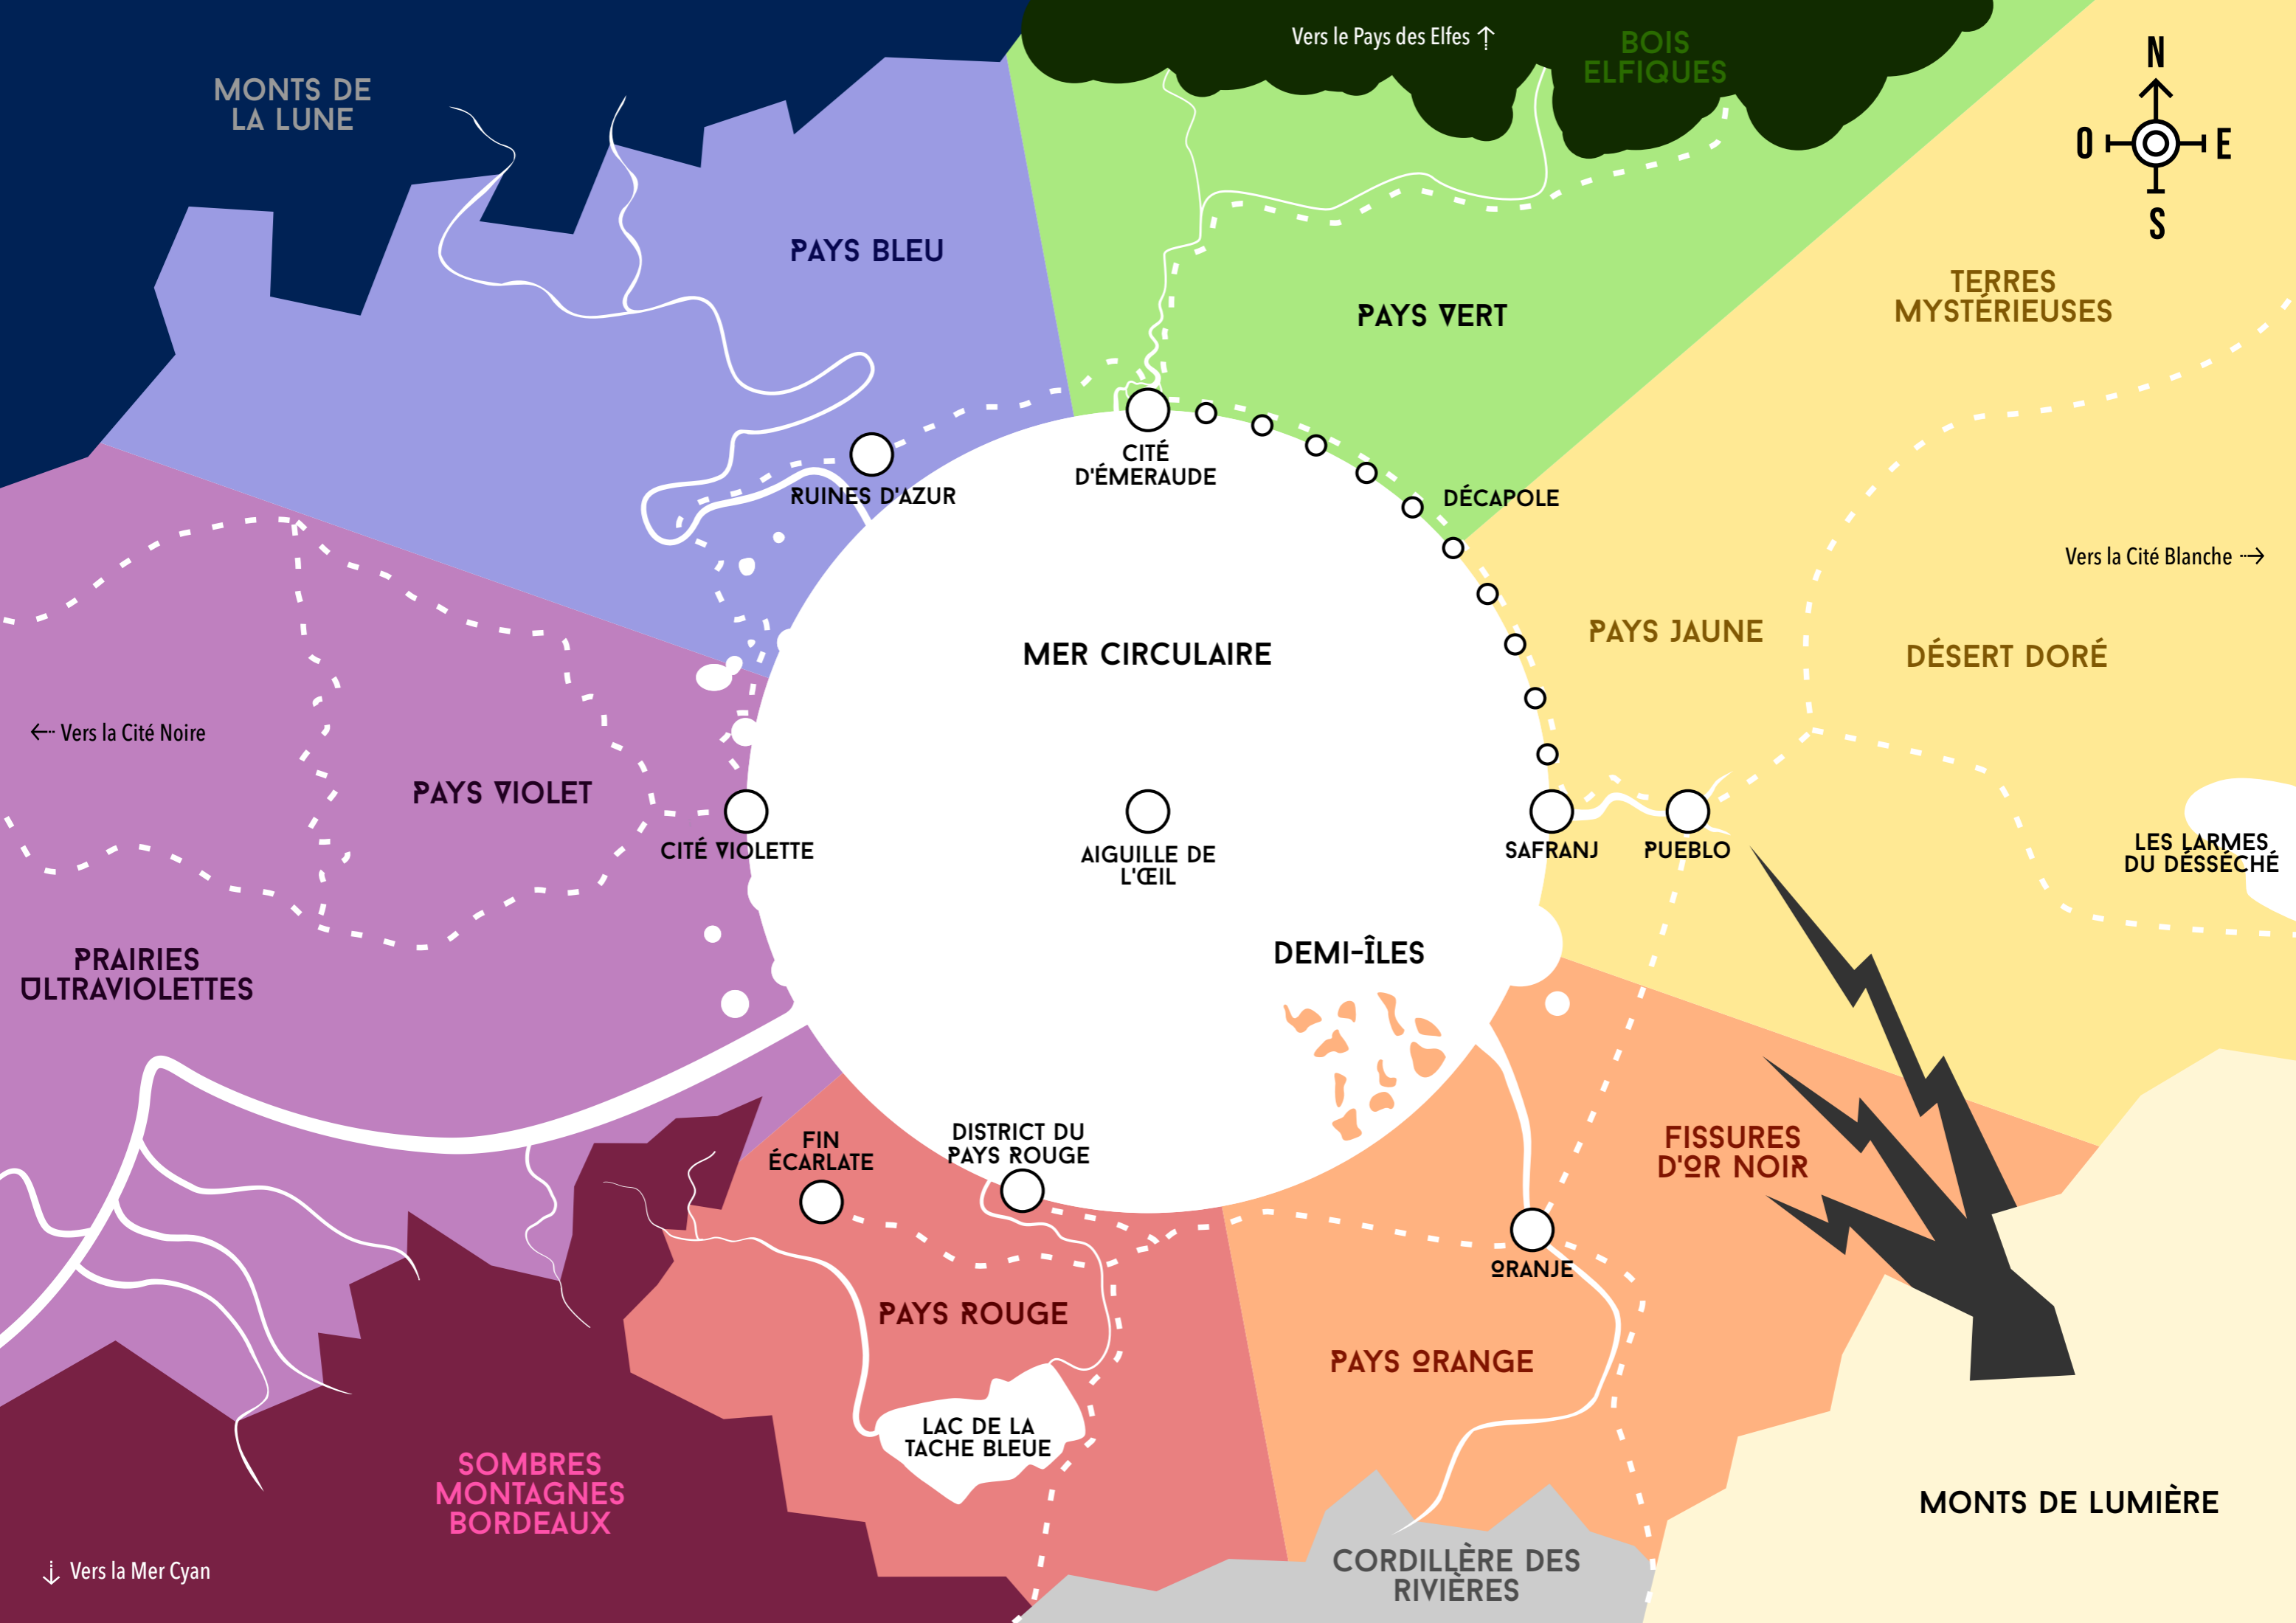 Vers le Pays des Elfes
BOIS
ELFIQUES
N
O
E
S
MONTS DE
LA LUNE
PAYS BLEU
PAYS VERT
TERRES
MYSTÉRIEUSES
CITÉ
D'ÉMERAUDE
RUINES D'AZUR
DÉCAPOLE
Vers la Cité Blanche
MER CIRCULAIRE
PAYS JAUNE
DÉSERT DORÉ
Vers la Cité Noire
PAYS VIOLET
CITÉ VIOLETTE
AIGUILLE DE
L'ŒIL
SAFRANJ
PUEBLO
LES LARMES
DU DÉSSÉCHÉ
PRAIRIES
ULTRAVIOLETTES
DEMI-ÎLES
FIN
ÉCARLATE
DISTRICT DU
PAYS ROUGE
FISSURES
D'OR NOIR
ORANJE
PAYS ROUGE
PAYS ORANGE
LAC DE LA
TACHE BLEUE
SOMBRES
MONTAGNES
BORDEAUX
MONTS DE LUMIÈRE
CORDILLÈRE DES
RIVIÈRES
Vers la Mer Cyan